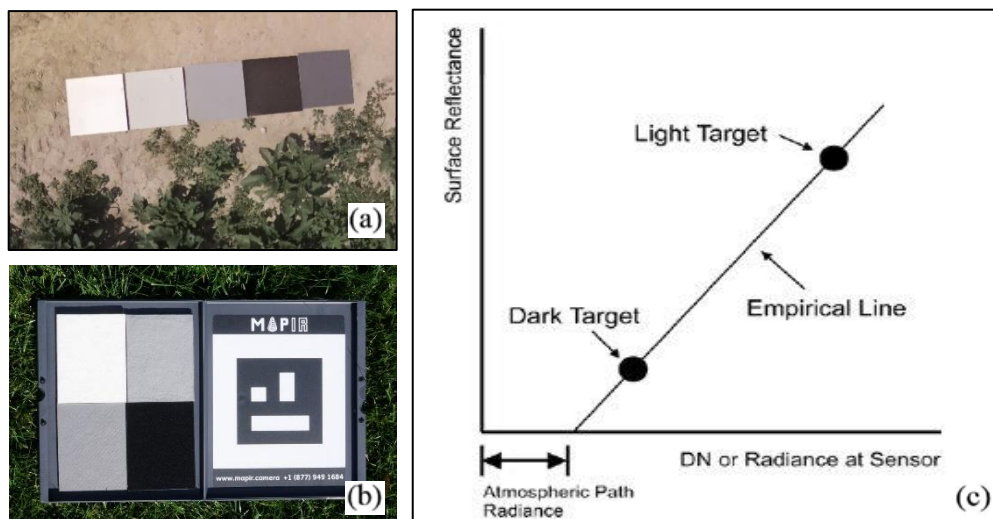 (a)
MAPIR
www.mapir.camera +1 (877) 949 1684
(b)
Surface Reflectance
Light Target
Dark Target
Empirical Line
DN or Radiance at Sensor
Atmospheric Path
Radiance
(c)